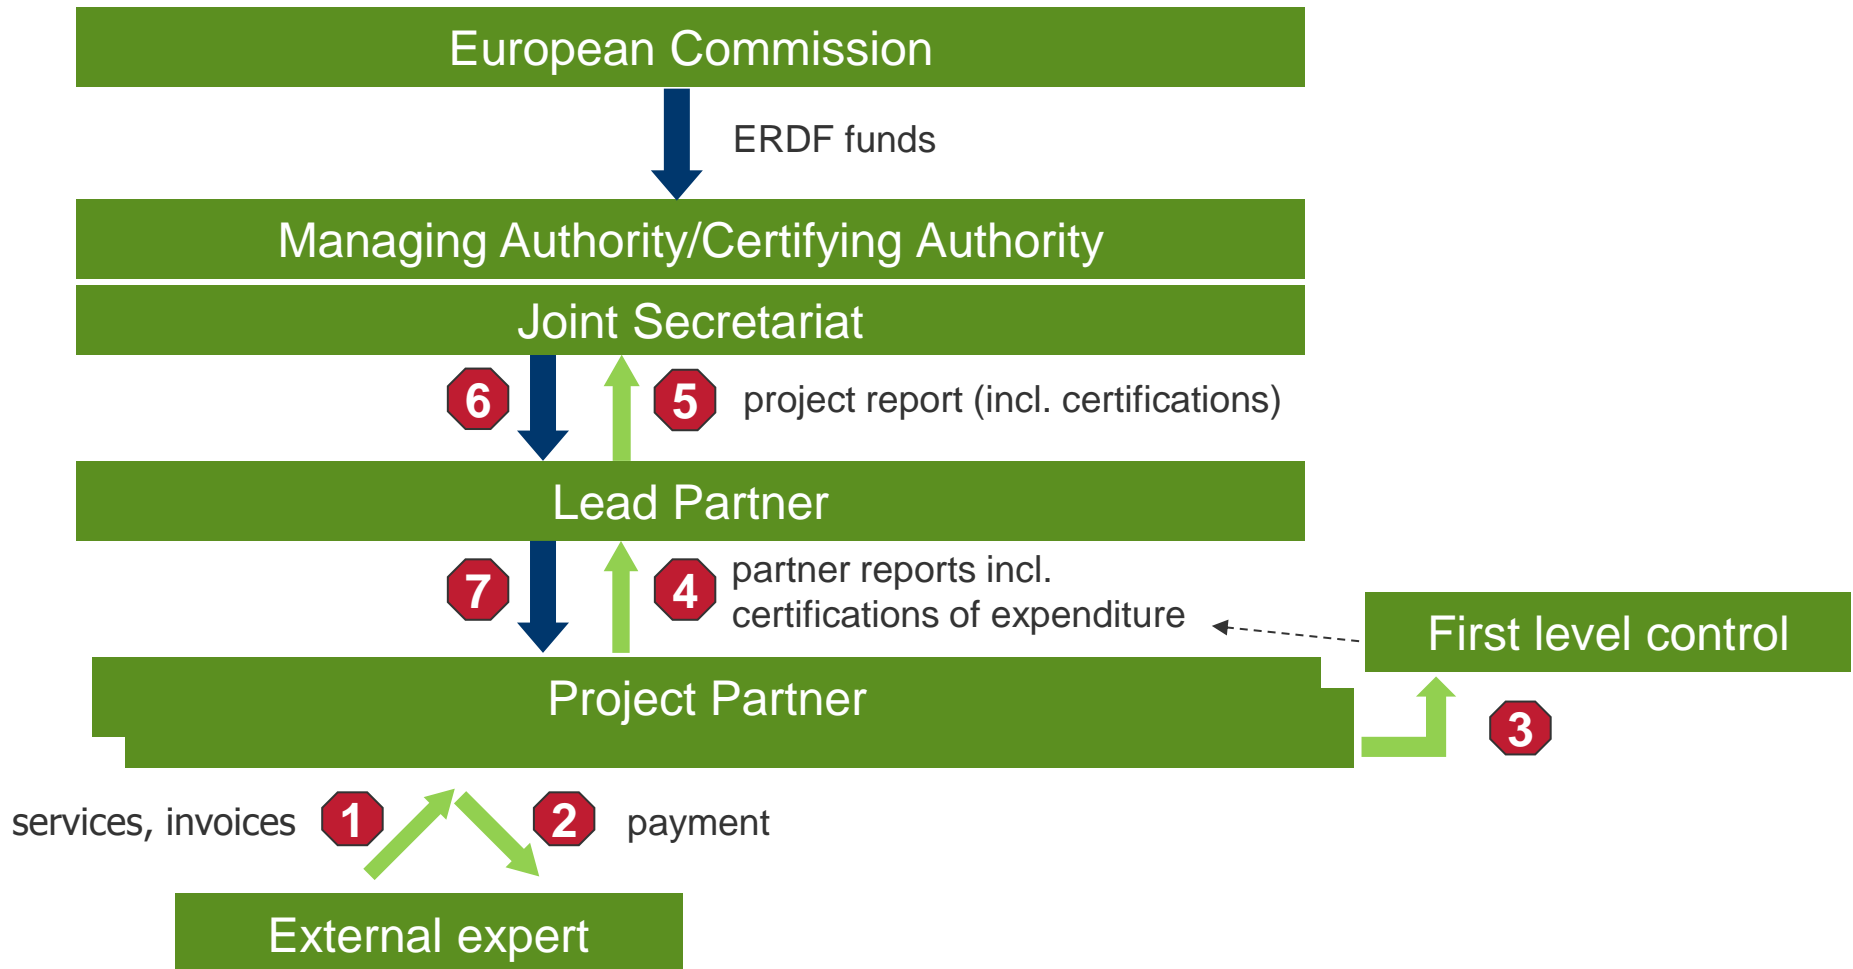 European Commission
ERDF funds
Managing Authority/Certifying Authority
Joint Secretariat
6
5
project report (incl. certifications)
Lead Partner
7
4
partner reports incl.
certifications of expenditure
First level control
Project Partner
3
services, invoices
1
2
payment
External expert